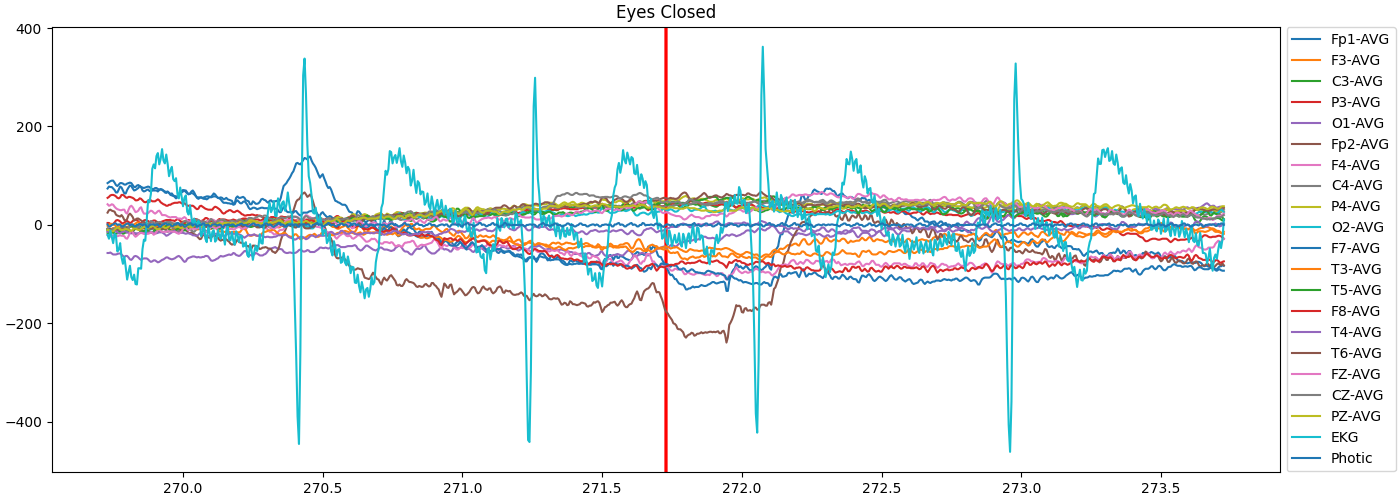 Eyes Closed
400
200
0
−200
−400
270.0 270.5 271.0 271.5 272.0 272.5 273.0 273.5
Fp1-AVG
F3-AVG
C3-AVG
P3-AVG
O1-AVG
Fp2-AVG
F4-AVG
C4-AVG
P4-AVG
O2-AVG
F7-AVG
T3-AVG
T5-AVG
F8-AVG
T4-AVG
T6-AVG
FZ-AVG
CZ-AVG
PZ-AVG
EKG
Photic